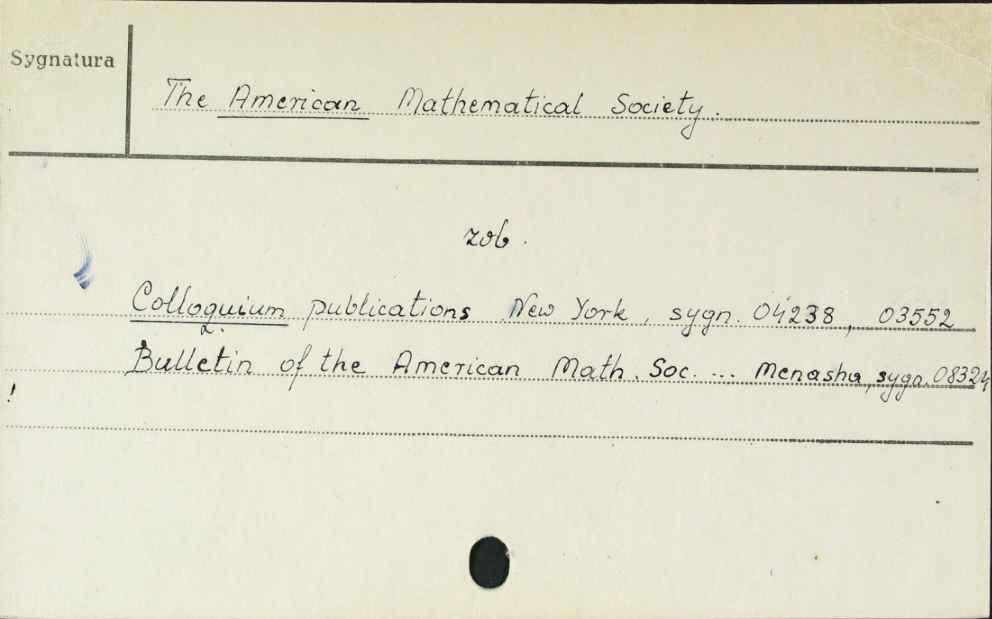 Sygnatura
The American Mathematical Society.
zob.
Colloquium publications New York, sygn. 04238, 03552
Bulletin of the American Math. Soc. ... Menasha, sygn. 08324
!